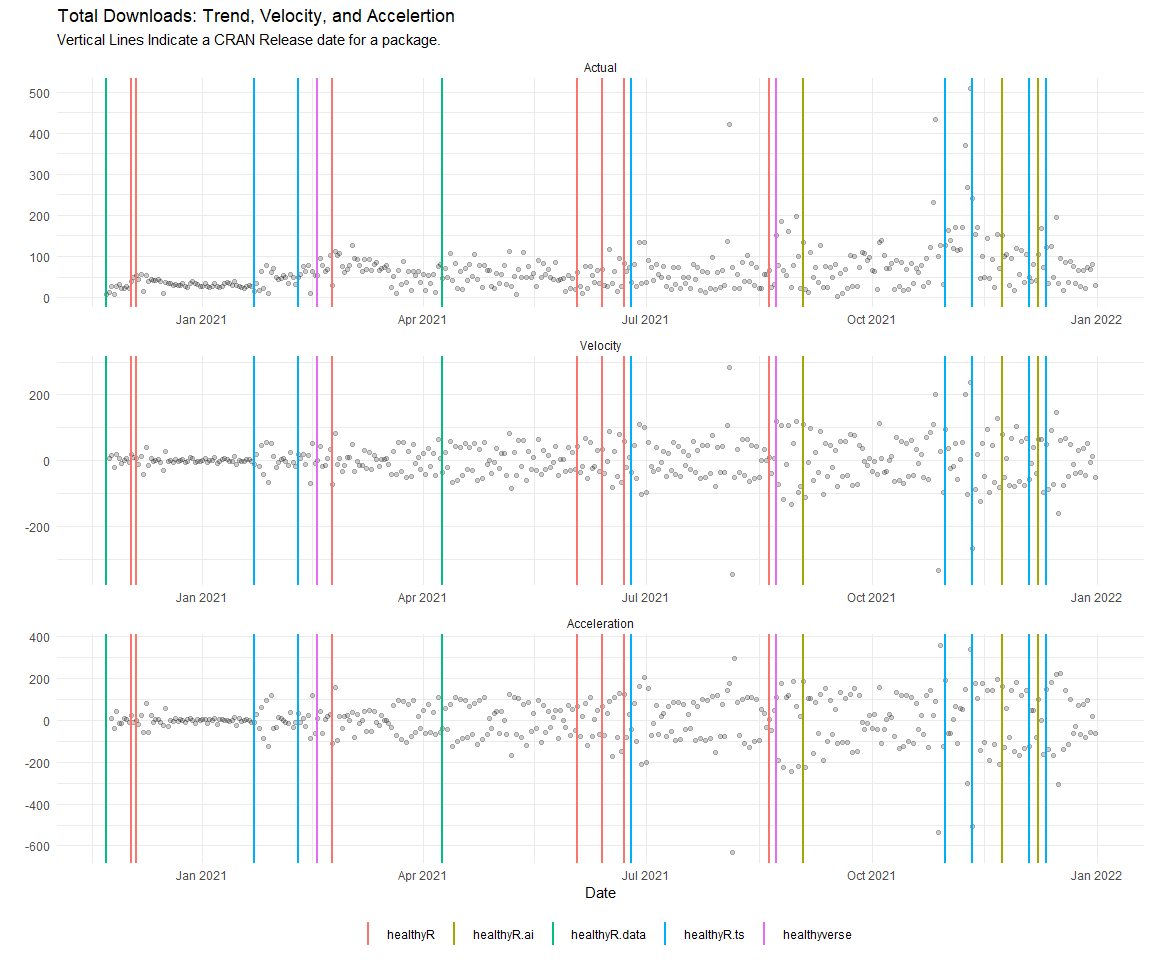 Total Downloads: Trend, Velocity, and Accelertion
Vertical Lines Indicate a CRAN Release date for a package.
Actual
500
400
300
200
100
0
Jan 2021 Apr 2021 Jul 2021 Oct 2021 Jan 2022
Velocity
200
0
-200
Jan 2021 Apr 2021 Jul 2021 Oct 2021 Jan 2022
Acceleration
400
200
0
-200
-400
-600
Jan 2021 Apr 2021 Jul 2021 Oct 2021 Jan 2022
Date
healthyR healthyR.ai healthyR.data healthyR.ts healthyverse